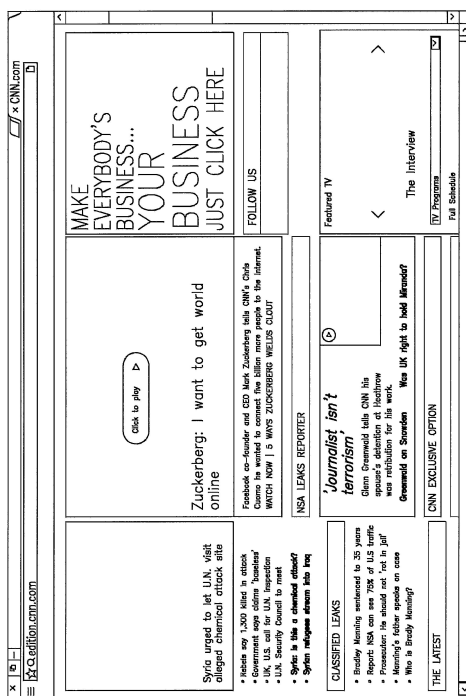 x CNN.com
edition.cnn.com
Syria urged to let U.N. visit
alleged chemical attack site
• Rebels say 1,300 killed in attack
• Government says claims 'baseless'
• UK, U.S. call for U.N. inspection
• U.N. Security Council to meet
• Syria: Is this a chemical attack?
• Syrian refugees stream into Iraq
CLASSIFIED LEAKS
• Bradley Manning sentenced to 35 years
• Report: NSA can see 75% of U.S traffic
• Prosecutor: He should not 'rot in jail'
• Manning's father speaks on case
• Who is Bradly Manning?
THE LATEST
Click to play
Zuckerberg: I want to get world
online
Facebook co-founder and CEO Mark Zuckerberg tells CNN's Chris
Cuomo he wanted to connect five billion more people to the internet.
WATCH NOW | 5 WAYS ZUCKERBERG WIELDS CLOUT
NSA LEAKS REPORTER
'Journalist isn't
terrorism'
Glenn Greenwald tells CNN his
spouse's detention at Heathrow
was retribution for his work.
Greenwald on Snowden Was UK right to hold Miranda?
CNN EXCLUSIVE OPTION
MAKE
EVERYBODY'S
BUSINESS...
YOUR
BUSINESS
JUST CLICK HERE
FOLLOW US
Featured TV
The Interview
TV Programs
Full Schedule